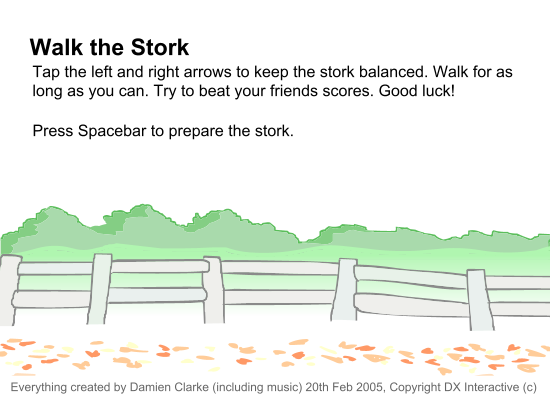 Walk the Stork
Tap the left and right arrows to keep the stork balanced. Walk for as
long as you can. Try to beat your friends scores. Good luck!
Press Spacebar to prepare the stork.
Everything created by Damien Clarke (including music) 20th Feb 2005, Copyright DX Interactive (c)